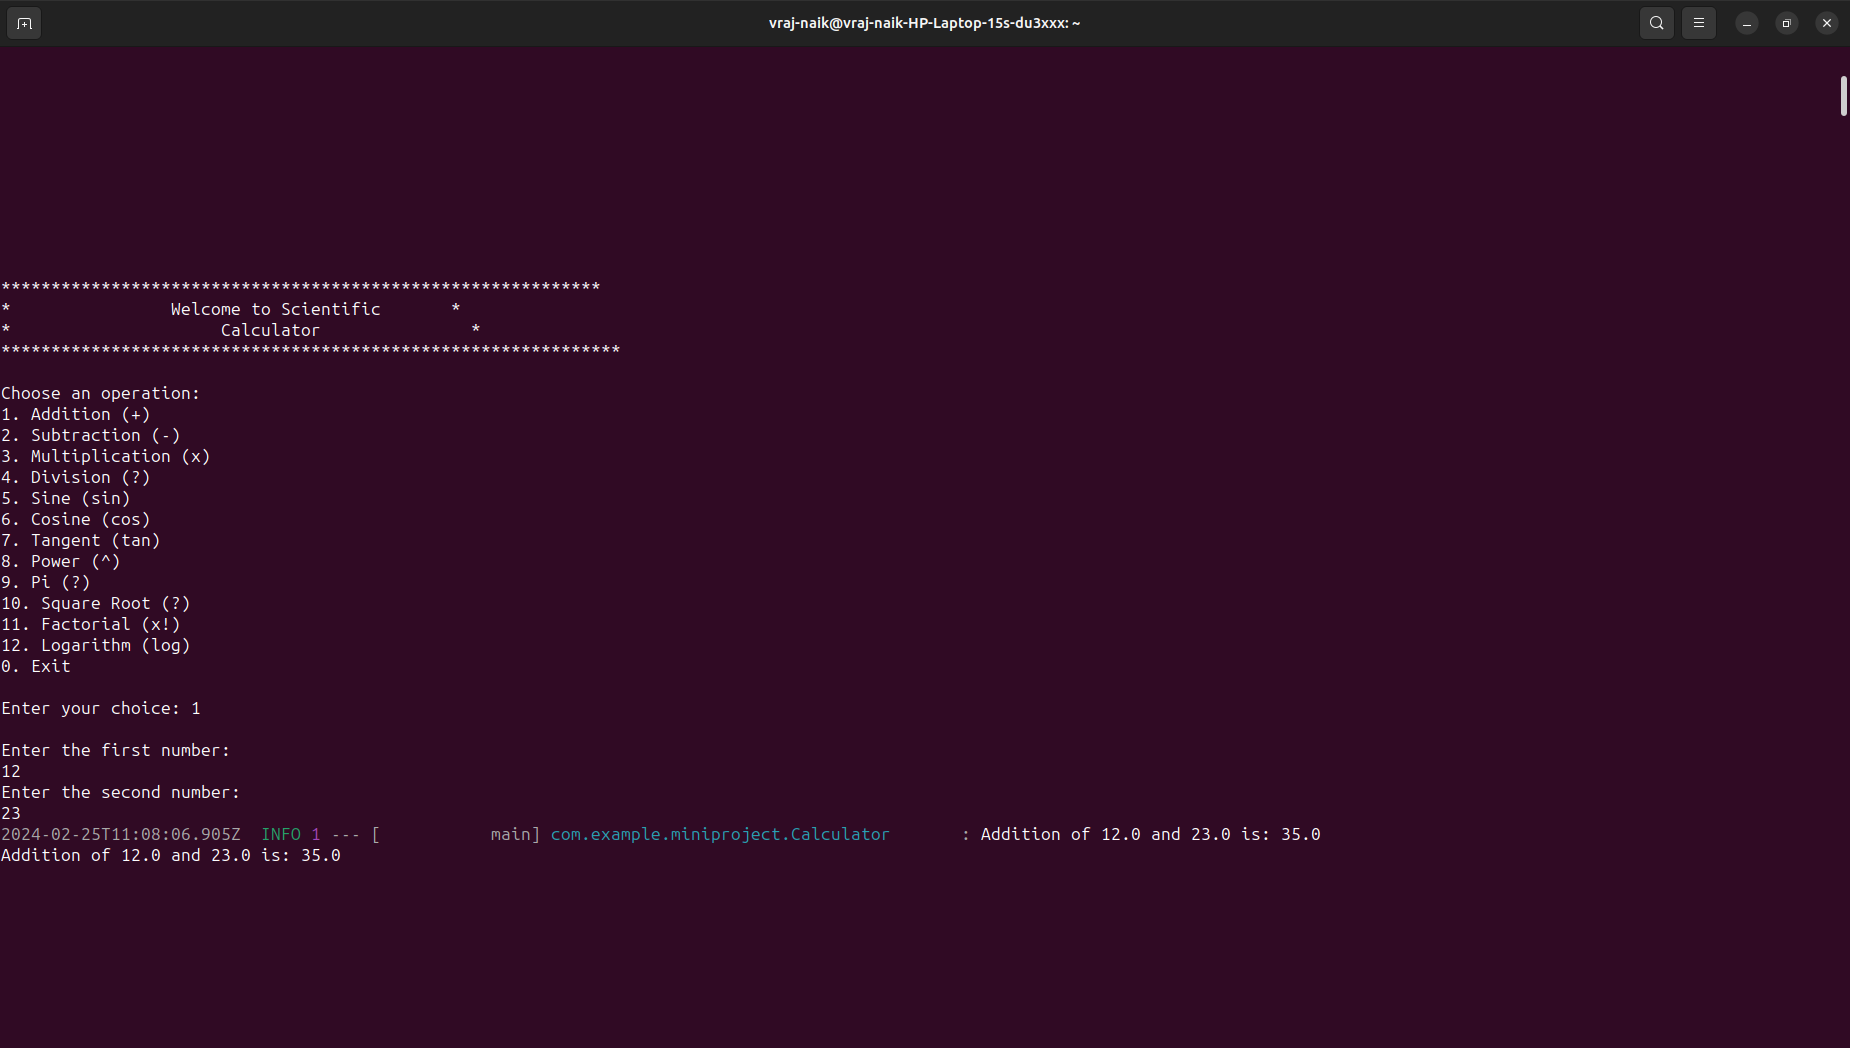 vraj-naik@vraj-naik-HP-Laptop-15s-du3xxx: ~
************************************************************
*                Welcome to Scientific       *
*                     Calculator               *
**************************************************************
Choose an operation:
1. Addition (+)
2. Subtraction (-)
3. Multiplication (x)
4. Division (?)
5. Sine (sin)
6. Cosine (cos)
7. Tangent (tan)
8. Power (^)
9. Pi (?)
10. Square Root (?)
11. Factorial (x!)
12. Logarithm (log)
0. Exit
Enter your choice: 1
Enter the first number:
12
Enter the second number:
23
2024-02-25T11:08:06.905Z  INFO 1 --- [           main] com.example.miniproject.Calculator       : Addition of 12.0 and 23.0 is: 35.0
Addition of 12.0 and 23.0 is: 35.0